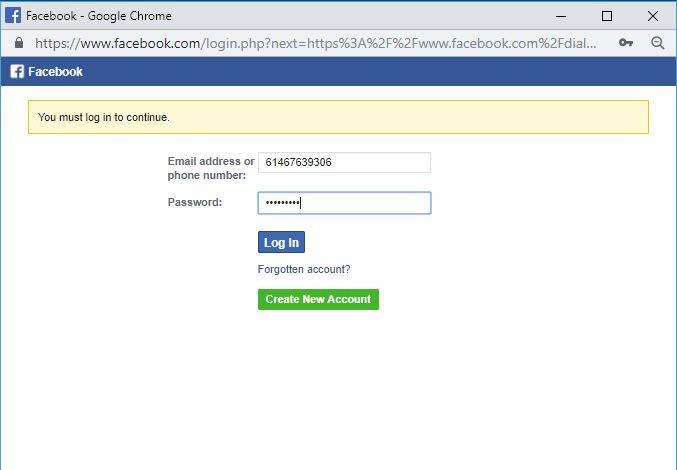 Facebook - Google Chrome
https://www.facebook.com/login.php?next=https%3A%2F%2Fwww.facebook.com%2Fdial...
Facebook
You must log in to continue.
Email address or
phone number:
61467639306
Password:
•••••••••
Log In
Forgotten account?
Create New Account